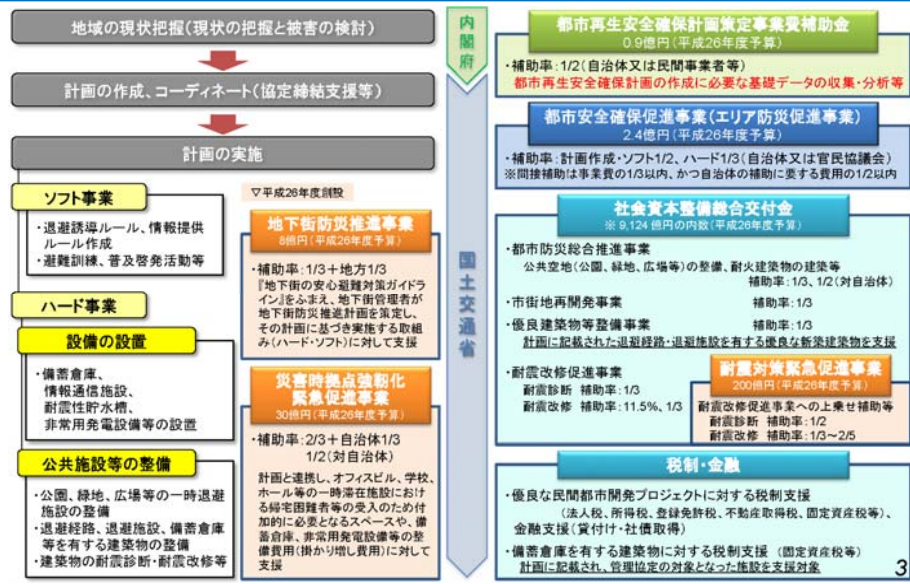 地域の現状把握(現状の把握と被害の検討)
計画の作成、コーディネート(協定締結支援等)
計画の実施
ソフト事業
・退避誘導ルール、情報提供
ルール作成
・避難訓練、普及啓発活動等
ハード事業
設備の設置
・備蓄倉庫、
情報通信施設、
耐震性貯水槽、
非常用発電設備等の設置
公共施設等の整備
・公園、緑地、広場等の一時退避
施設の整備
・退避経路、退避施設、備蓄倉庫
等を有する建築物の整備
・建築物の耐震診断・耐震改修等
▽平成26年度創設
地下街防災推進事業
8億円(平成26年度予算)
・補助率:1/3+地方1/3
『地下街の安心避難対策ガイドラ
イン』をふまえ、地下街管理者が
地下街防災推進計画を策定し、
その計画に基づき実施する取組
み(ハード・ソフト)に対して支援
災害時拠点強靭化
緊急促進事業
30億円(平成26年度予算)
・補助率:2/3+自治体1/3
1/2(対自治体)
計画と連携し、オフィスビル、学校、
ホール等の一時滞在施設におけ
る帰宅困難者等の受入のため付
加的に必要となるスペースや、備
蓄倉庫、非常用発電設備等の整
備費用(掛かり増し費用)に対して
支援
内閣府
国土交通省
都市再生安全確保計画策定事業費補助金
0.9億円(平成26年度予算)
・補助率:1/2(自治体又は民間事業者等)
都市再生安全確保計画の作成に必要な基礎データの収集・分析等
都市安全確保促進事業(エリア防災促進事業)
2.4億円(平成26年度予算)
・補助率:計画作成・ソフト1/2、ハード1/3(自治体又は官民協議会)
※間接補助は事業費の1/3以内、かつ自治体の補助に要する費用の1/2以内
社会資本整備総合交付金
※ 9,124 億円の内数(平成26年度予算)
・都市防災総合推進事業
公共空地(公園、緑地、広場等)の整備、耐火建築物の建築等
補助率:1/3、1/2(対自治体)
・市街地再開発事業 補助率:1/3
・優良建築物等整備事業 補助率:1/3
計画に記載された退避経路・退避施設を有する優良な新築建築物を支援
・耐震改修促進事業
耐震診断 補助率:1/3
耐震改修 補助率:11.5%、1/3
耐震対策緊急促進事業
200億円(平成26年度予算)
耐震改修促進事業への上乗せ補助等
耐震診断 補助率:1/2
耐震改修 補助率:1/3~2/5
税制・金融
・優良な民間都市開発プロジェクトに対する税制支援
(法人税、所得税、登録免許税、不動産取得税、固定資産税等)、
金融支援(貸付け・社債取得)
・備蓄倉庫を有する建築物に対する税制支援 (固定資産税等)
計画に記載され、管理協定の対象となった施設を支援対象
3